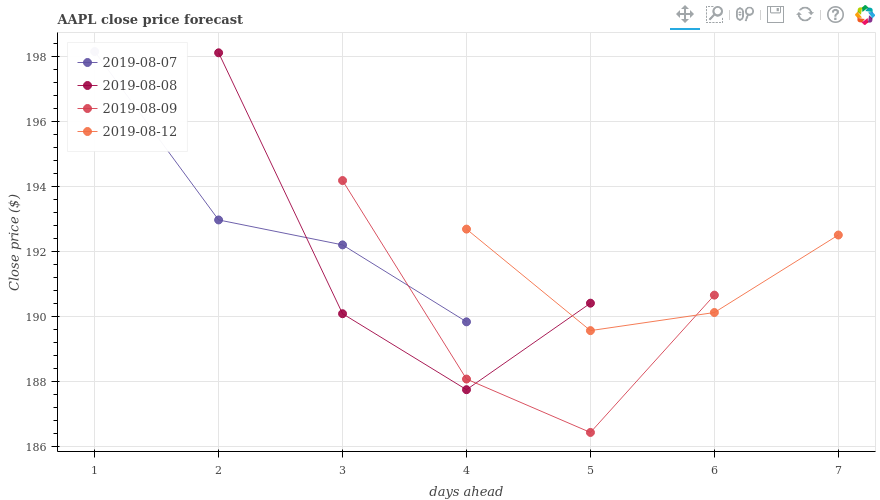 AAPL close price forecast
198
196
194
192
190
188
186
Close price ($)
2019-08-07
2019-08-08
2019-08-09
2019-08-12
1 2 3 4 5 6 7
days ahead